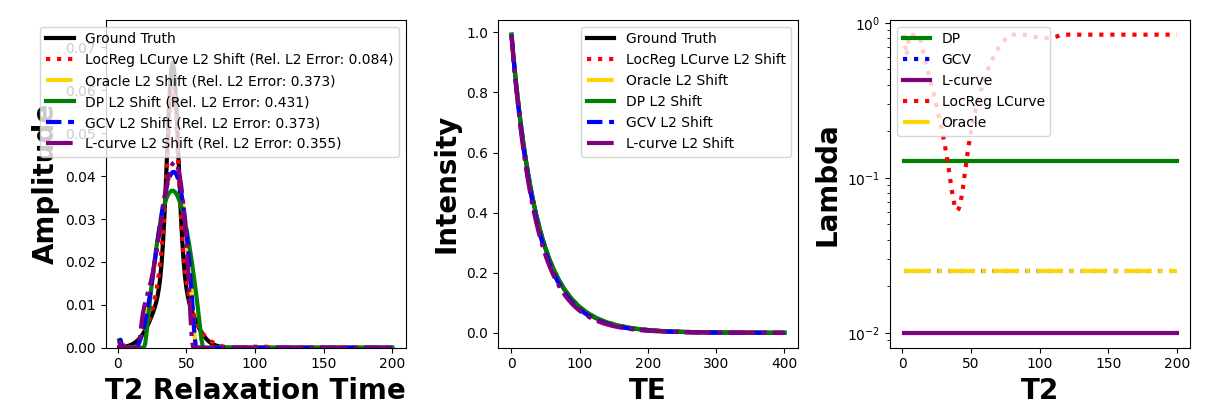 Ground Truth
LocReg LCurve L2 Shift (Rel. L2 Error: 0.084)
Oracle L2 Shift (Rel. L2 Error: 0.373)
DP L2 Shift (Rel. L2 Error: 0.431)
GCV L2 Shift (Rel. L2 Error: 0.373)
L-curve L2 Shift (Rel. L2 Error: 0.355)
Amplitude
0.07
0.06
0.05
0.04
0.03
0.02
0.01
0.00
0
50
100
150
200
T2 Relaxation Time
Ground Truth
LocReg LCurve L2 Shift
Oracle L2 Shift
DP L2 Shift
GCV L2 Shift
L-curve L2 Shift
Intensity
1.0
0.8
0.6
0.4
0.2
0.0
0
100
200
300
400
TE
DP
GCV
L-curve
LocReg LCurve
Oracle
Lambda
10⁰
10⁻¹
10⁻²
0
50
100
150
200
T2